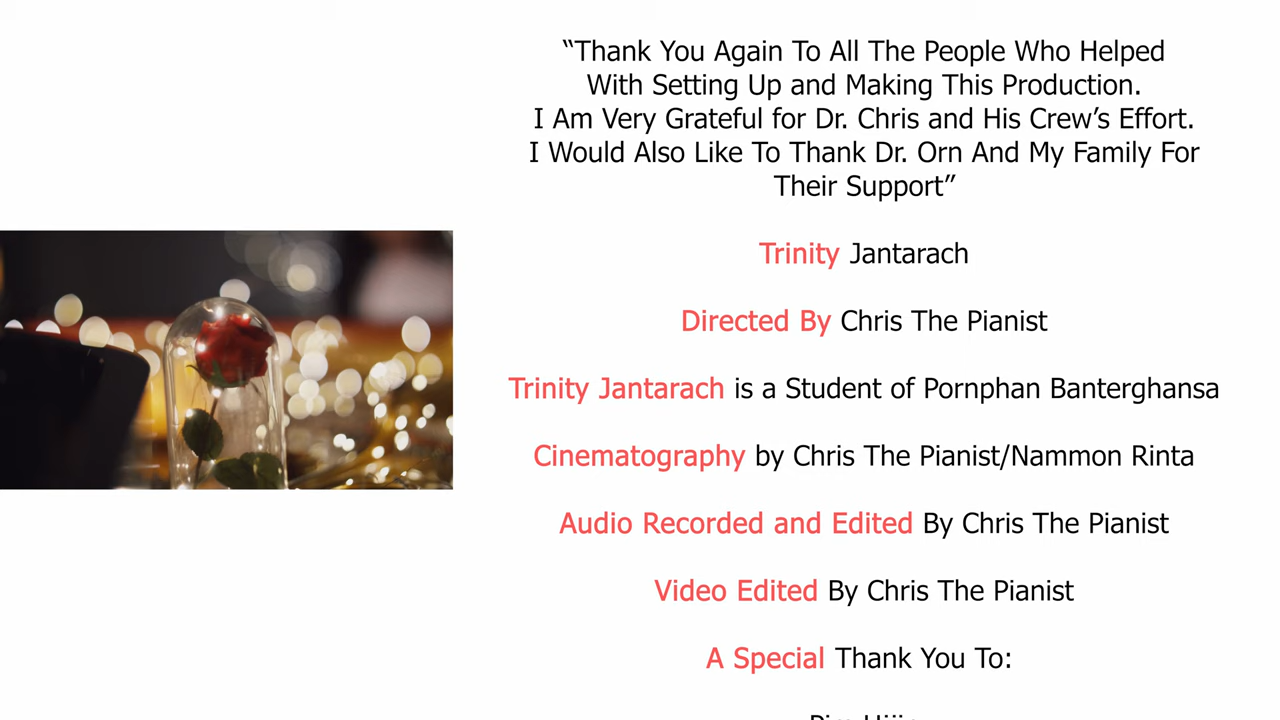 “Thank You Again To All The People Who Helped
With Setting Up and Making This Production.
I Am Very Grateful for Dr. Chris and His Crew’s Effort.
I Would Also Like To Thank Dr. Orn And My Family For
Their Support”
Trinity Jantarach
Directed By Chris The Pianist
Trinity Jantarach is a Student of Pornphan Banterghansa
Cinematography by Chris The Pianist/Nammon Rinta
Audio Recorded and Edited By Chris The Pianist
Video Edited By Chris The Pianist
A Special Thank You To: